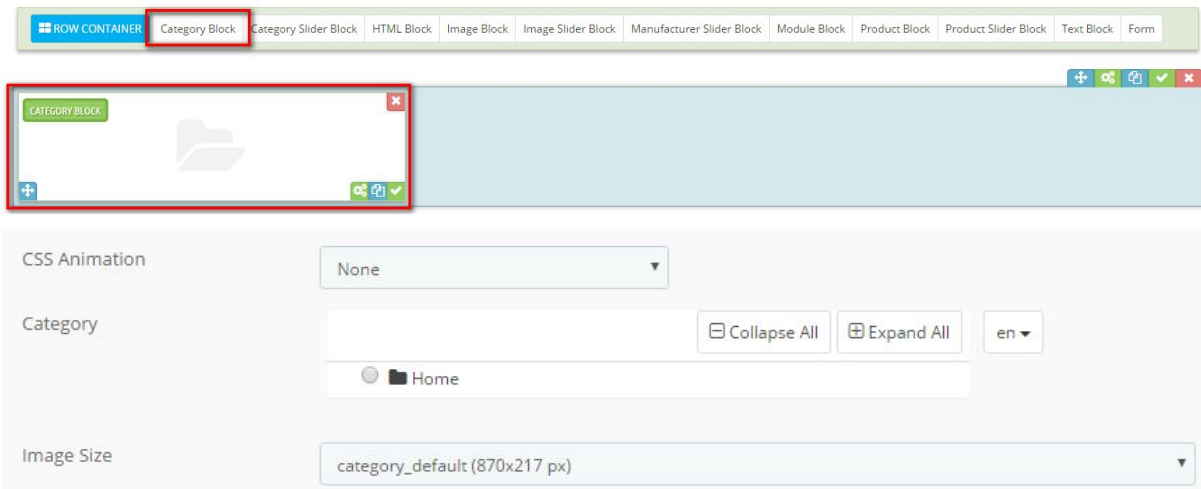 ROW CONTAINER Category Block Category Slider Block HTML Block Image Block Image Slider Block Manufacturer Slider Block Module Block Product Block Product Slider Block Text Block Form
CATEGORY BLOCK
CSS Animation None
Category Collapse All Expand All en
Home
Image Size category_default (870x217 px)